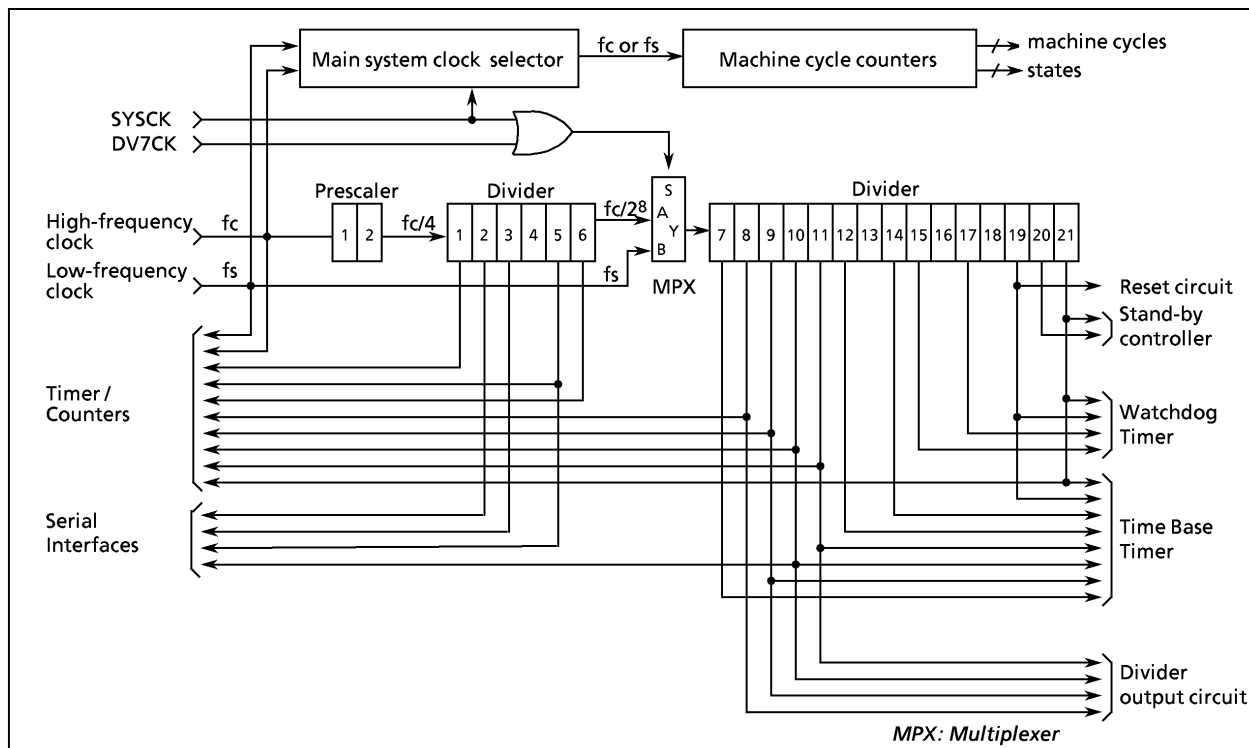 Main system clock selector
fc or fs
Machine cycle counters
machine cycles
states
SYSCK
DV7CK
Prescaler
Divider
Divider
High-frequency
clock
fc
1 2
fc/4
1 2 3 4 5 6
fc/2⁸
S
A
Y
B
MPX
7 8 9 10 11 12 13 14 15 16 17 18 19 20 21
Low-frequency
clock
fs
fs
Reset circuit
Stand-by
controller
Timer /
Counters
Watchdog
Timer
Serial
Interfaces
Time Base
Timer
Divider
output circuit
MPX: Multiplexer